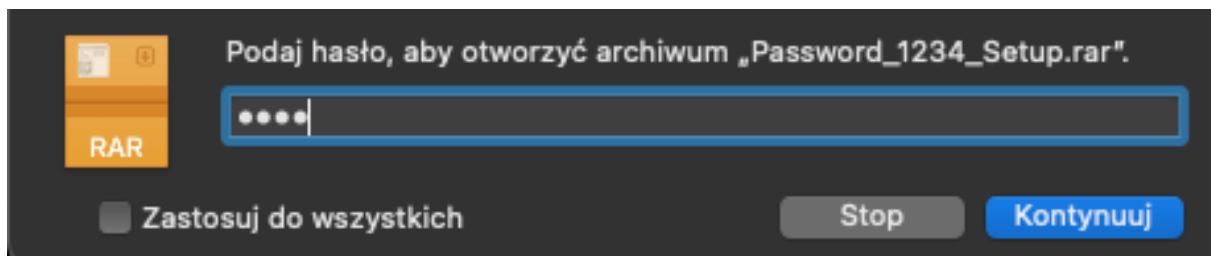 Podaj hasło, aby otworzyć archiwum „Password_1234_Setup.rar”.
••••
RAR
Zastosuj do wszystkich
Stop
Kontynuuj